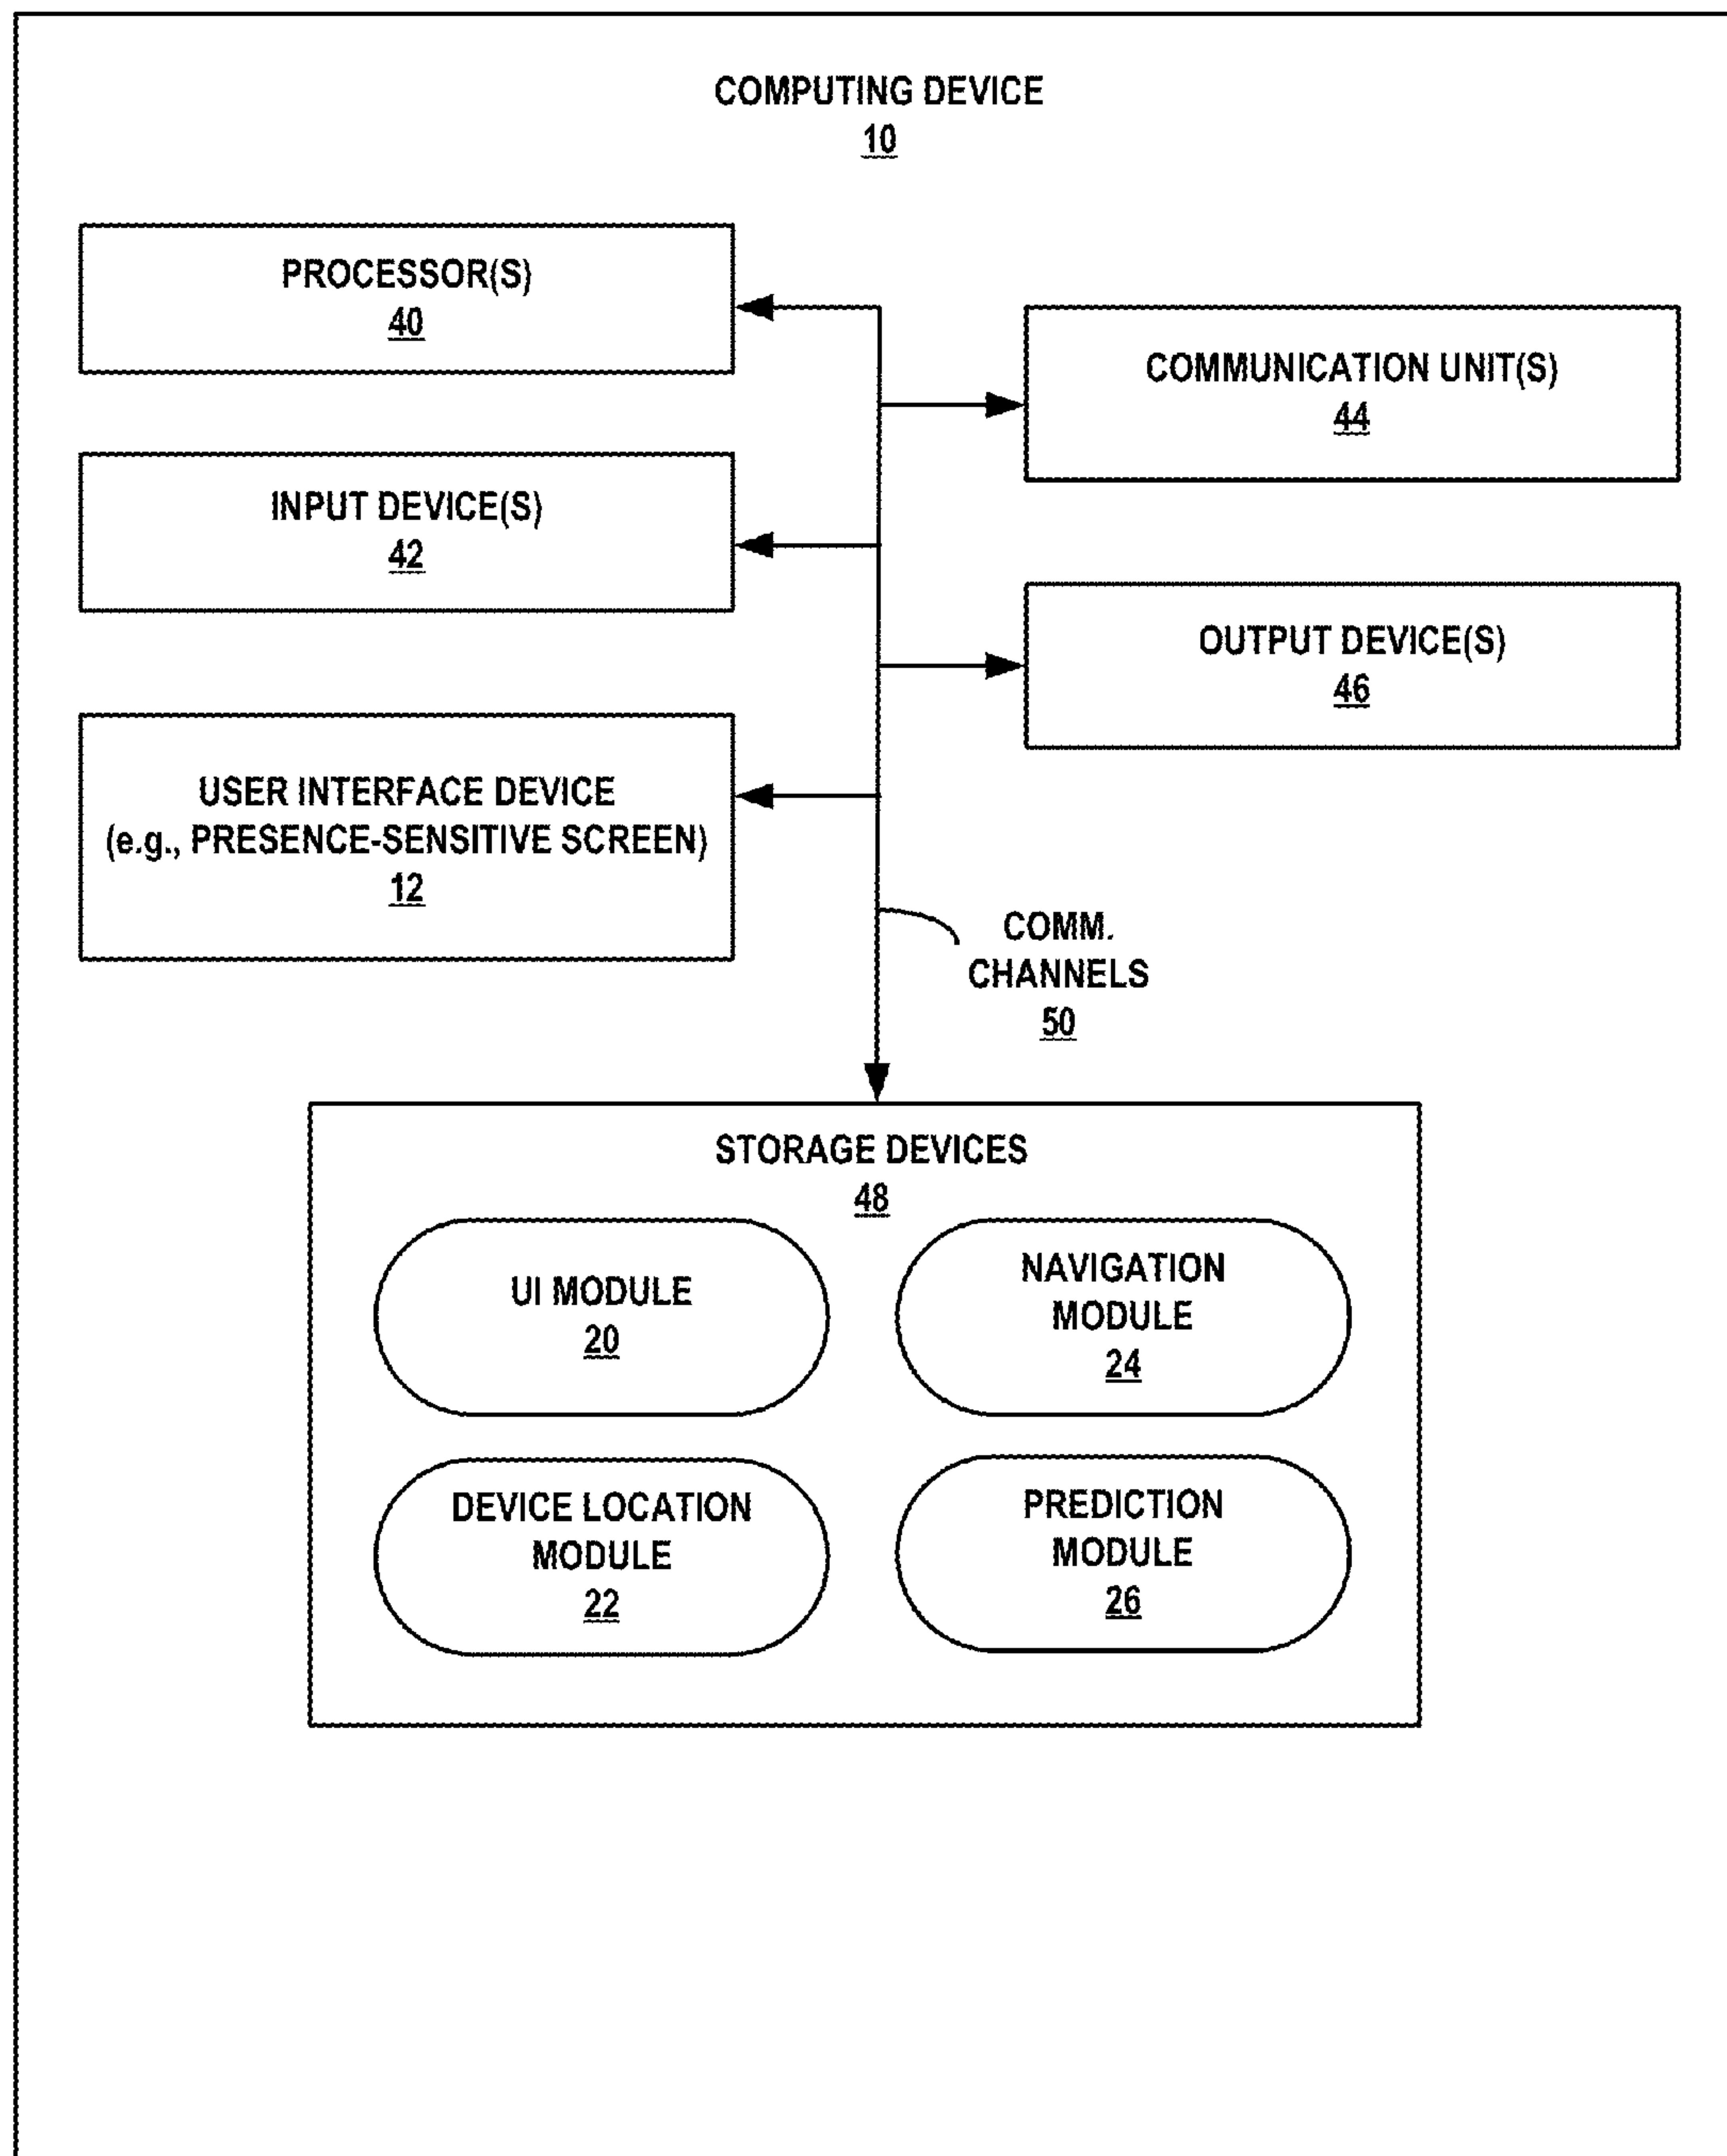 COMPUTING DEVICE
10
PROCESSOR(S)
40
COMMUNICATION UNIT(S)
44
INPUT DEVICE(S)
42
OUTPUT DEVICE(S)
46
USER INTERFACE DEVICE
(e.g., PRESENCE-SENSITIVE SCREEN)
12
COMM.
CHANNELS
50
STORAGE DEVICES
48
UI MODULE
20
NAVIGATION
MODULE
24
DEVICE LOCATION
MODULE
22
PREDICTION
MODULE
26